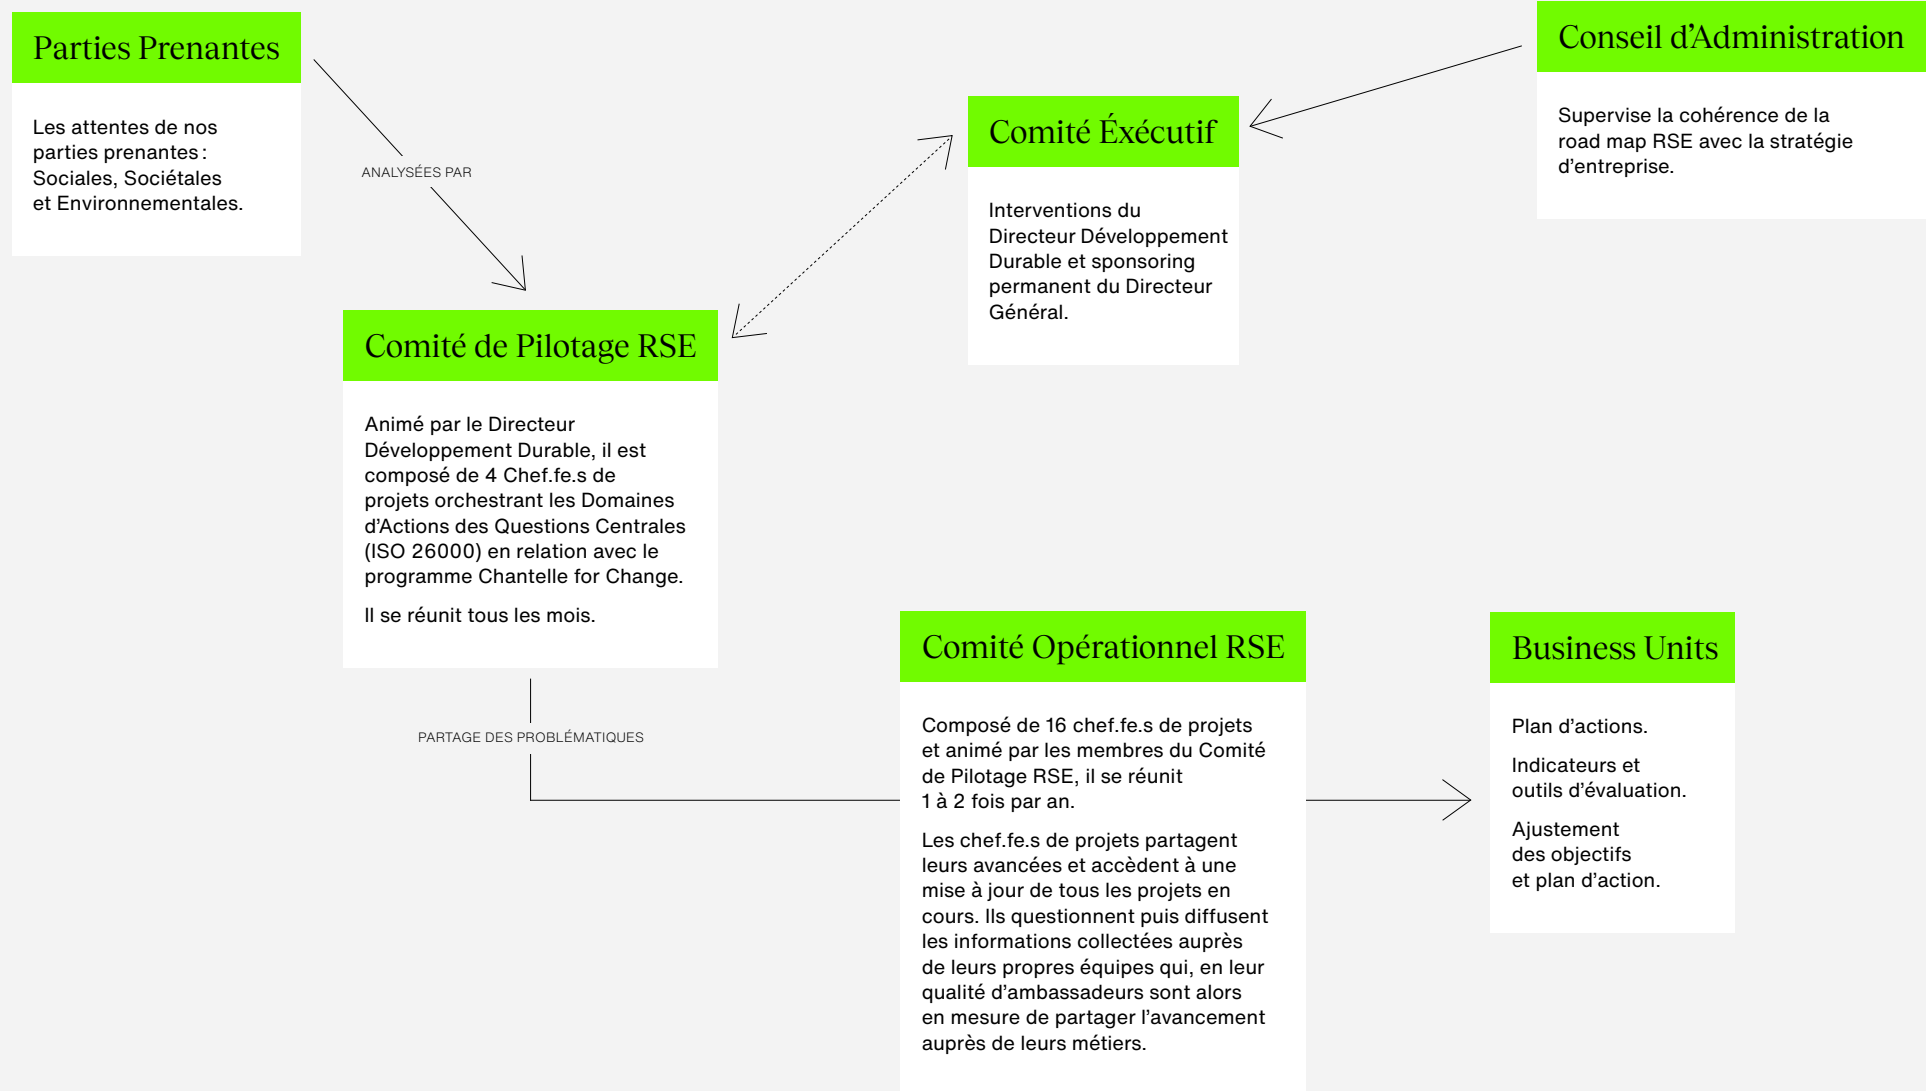 Parties Prenantes
Les attentes de nos
parties prenantes :
Sociales, Sociétales
et Environnementales.
ANALYSÉES PAR
Conseil d’Administration
Supervise la cohérence de la
road map RSE avec la stratégie
d’entreprise.
Comité Éxécutif
Interventions du
Directeur Développement
Durable et sponsoring
permanent du Directeur
Général.
Comité de Pilotage RSE
Animé par le Directeur
Développement Durable, il est
composé de 4 Chef.fe.s de
projets orchestrant les Domaines
d’Actions des Questions Centrales
(ISO 26000) en relation avec le
programme Chantelle for Change.
Il se réunit tous les mois.
PARTAGE DES PROBLÉMATIQUES
Comité Opérationnel RSE
Composé de 16 chef.fe.s de projets
et animé par les membres du Comité
de Pilotage RSE, il se réunit
1 à 2 fois par an.
Les chef.fe.s de projets partagent
leurs avancées et accèdent à une
mise à jour de tous les projets en
cours. Ils questionnent puis diffusent
les informations collectées auprès
de leurs propres équipes qui, en leur
qualité d’ambassadeurs sont alors
en mesure de partager l’avancement
auprès de leurs métiers.
Business Units
Plan d’actions.
Indicateurs et
outils d’évaluation.
Ajustement
des objectifs
et plan d’action.